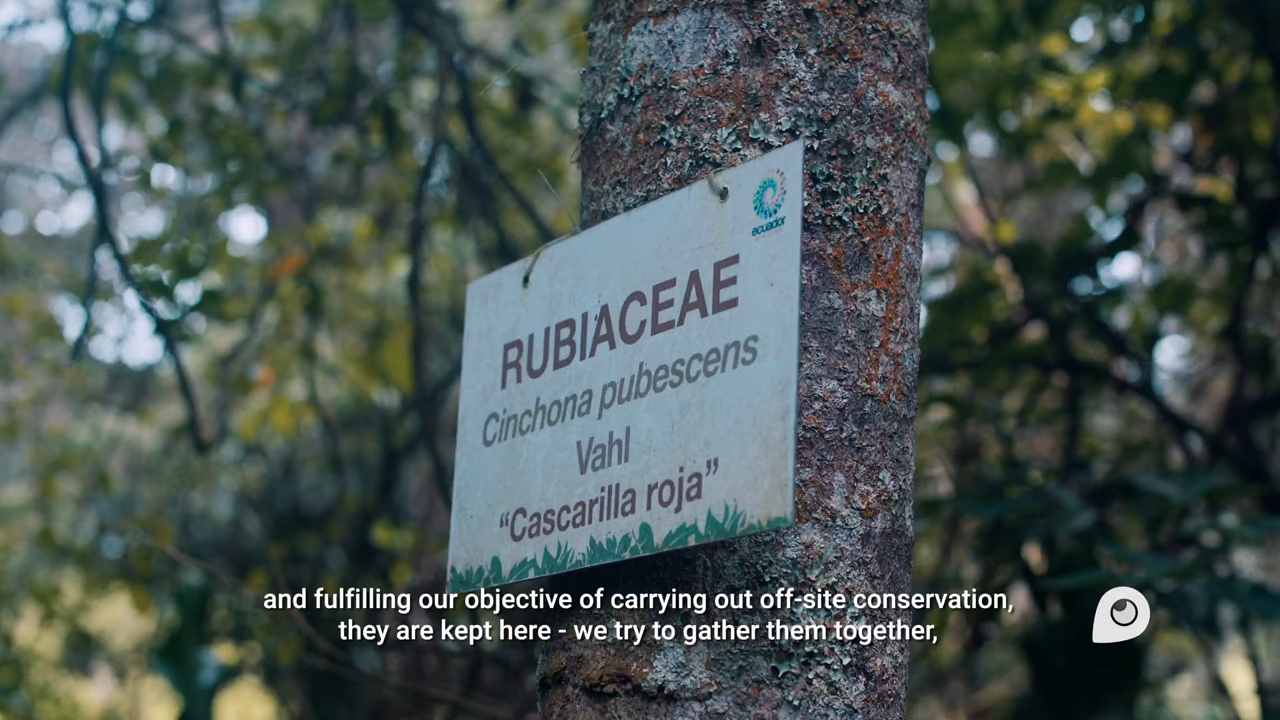 ecuador
RUBIACEAE
Cinchona pubescens
Vahl
“Cascarilla roja”
and fulfilling our objective of carrying out off-site conservation,
they are kept here - we try to gather them together,